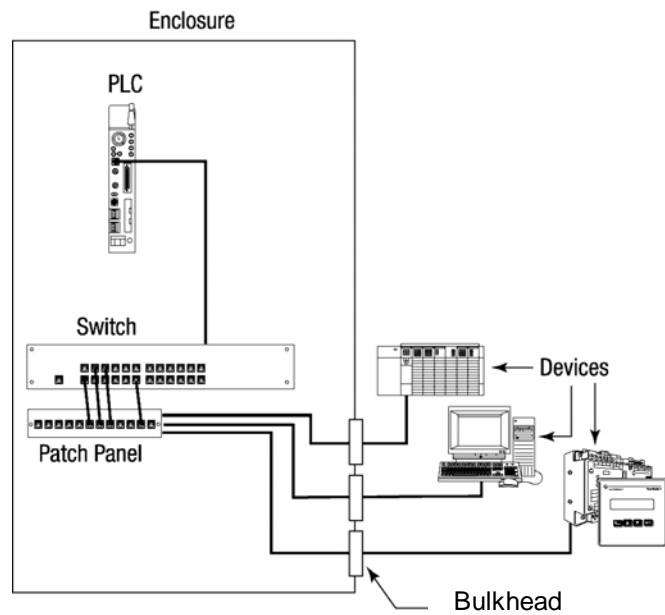 Enclosure
PLC
Switch
Patch Panel
Devices
Bulkhead